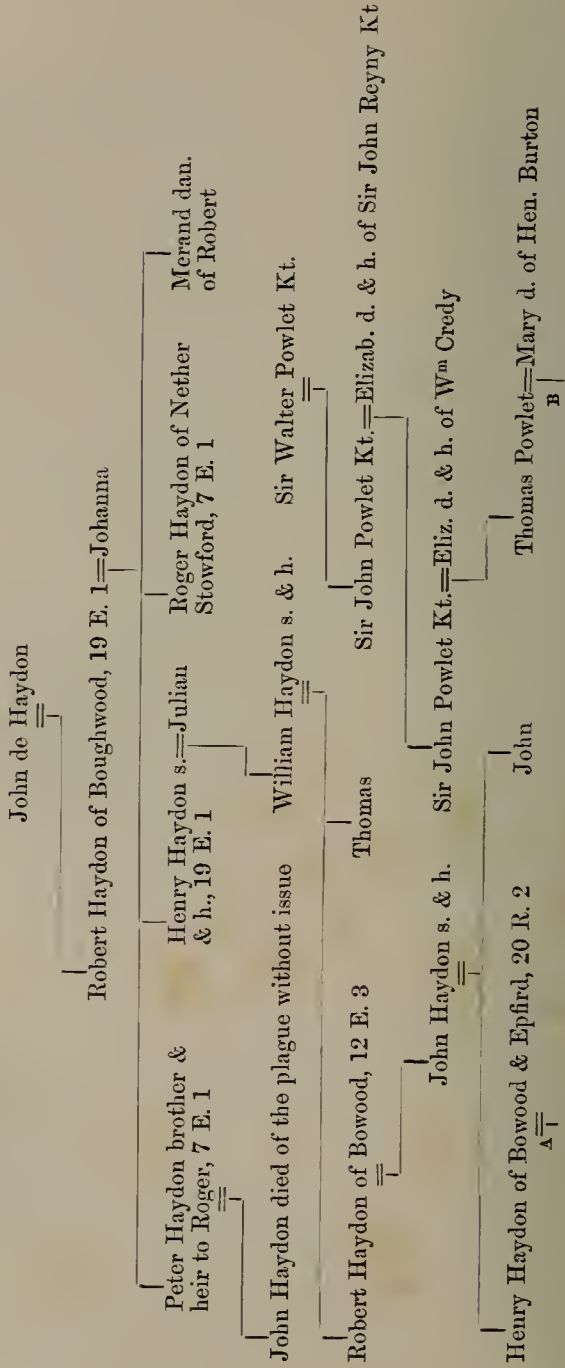 John de Haydon
Robert Haydon of Boughwood, 19 E. 1=Johanna
Peter Haydon brother &
heir to Roger, 7 E. 1
Henry Haydon s.=Julian
& h., 19 E. 1
Roger Haydon of Nether
Stowford, 7 E. 1
Merand dan.
of Robert
John Haydon died of the plague without issue
William Haydon s. & h.
Sir Walter Powlet Kt.
Robert Haydon of Bowood, 12 E. 3
Thomas
Sir John Powlet Kt.=Elizab. d. & h. of Sir John Reyny Kt
John Haydon s. & h.
Sir John Powlet Kt.=Eliz. d. & h. of Wm Credy
Henry Haydon of Bowood & Epfird, 20 R. 2
A
John
Thomas Powlet=Mary d. of Hen. Burton
B